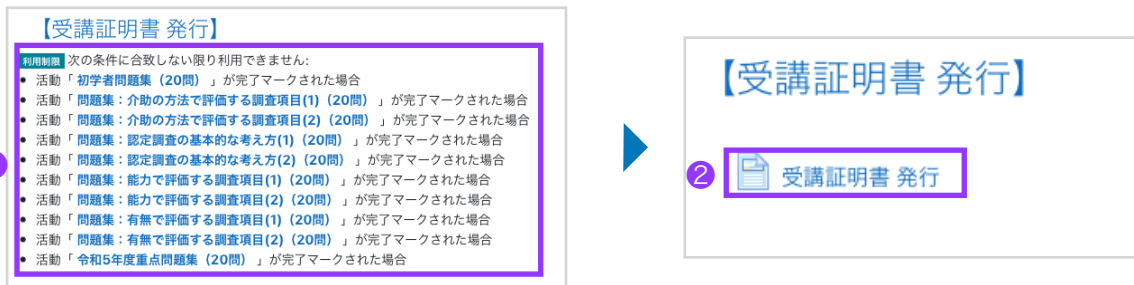 【受講証明書 発行】
利用制限 次の条件に合致しない限り利用できません:
• 活動「 初学者問題集（20問） 」が完了マークされた場合
• 活動「 問題集：介助の方法で評価する調査項目(1)（20問） 」が完了マークされた場合
• 活動「 問題集：介助の方法で評価する調査項目(2)（20問） 」が完了マークされた場合
• 活動「 問題集：認定調査の基本的な考え方(1)（20問） 」が完了マークされた場合
• 活動「 問題集：認定調査の基本的な考え方(2)（20問） 」が完了マークされた場合
• 活動「 問題集：能力で評価する調査項目(1)（20問） 」が完了マークされた場合
• 活動「 問題集：能力で評価する調査項目(2)（20問） 」が完了マークされた場合
• 活動「 問題集：有無で評価する調査項目(1)（20問） 」が完了マークされた場合
• 活動「 問題集：有無で評価する調査項目(2)（20問） 」が完了マークされた場合
• 活動「 令和5年度重点問題集（20問） 」が完了マークされた場合
【受講証明書 発行】
❷ 受講証明書 発行